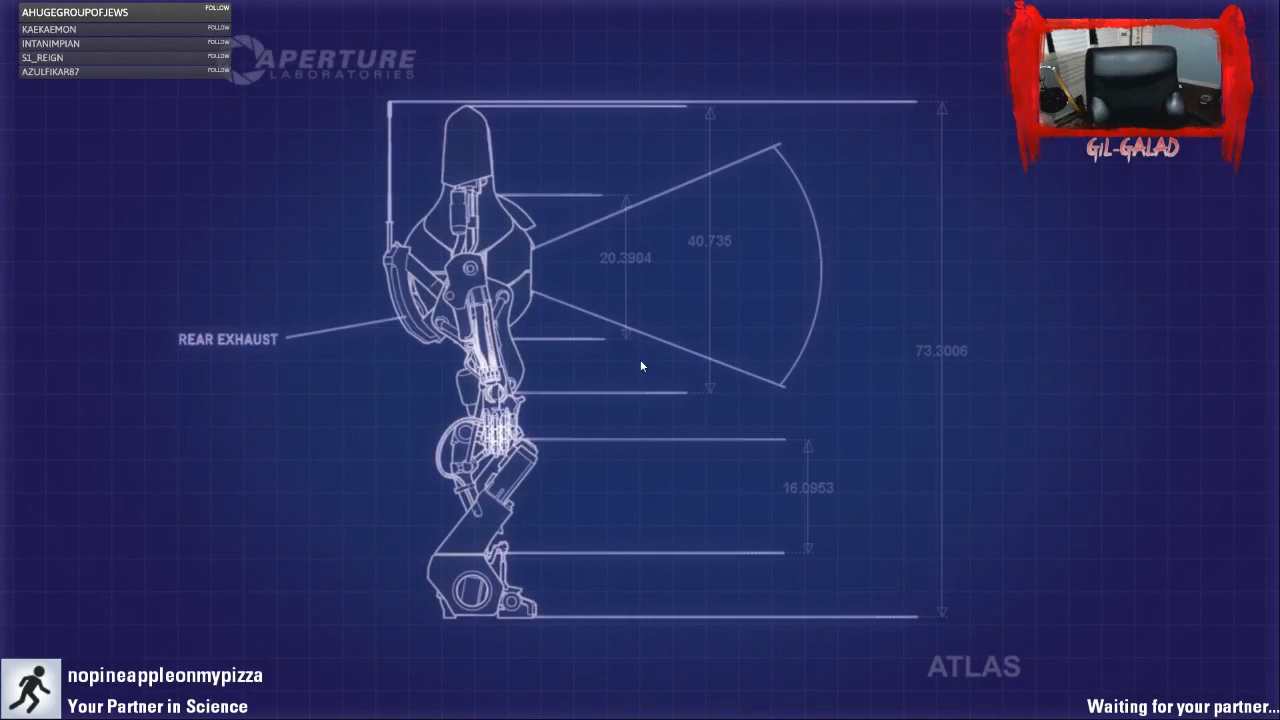 AHUGEGROUPOFJEWS FOLLOW
KAEKAEMON FOLLOW
INTANIMPIAN FOLLOW
S1_REIGN FOLLOW
AZULFIKAR87 FOLLOW
APERTURE
LABORATORIES
GIL-GALAD
40.735
20.3904
REAR EXHAUST
73.3006
16.0953
ATLAS
nopineappleonmypizza
Your Partner in Science
Waiting for your partner...